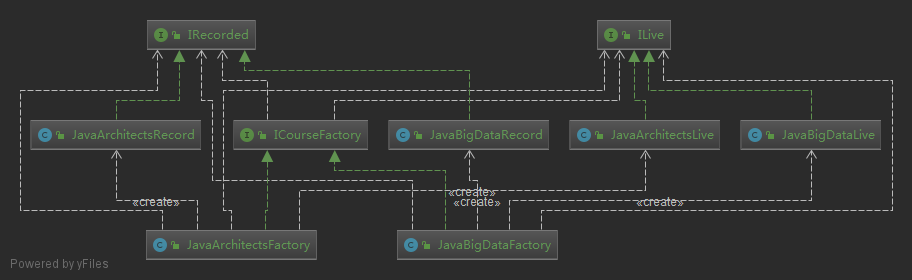 IRecorded
ILive
JavaArchitectsRecord
ICourseFactory
JavaBigDataRecord
JavaArchitectsLive
JavaBigDataLive
«create»
«create»
«create»
«create»
JavaArchitectsFactory
JavaBigDataFactory
Powered by yFiles